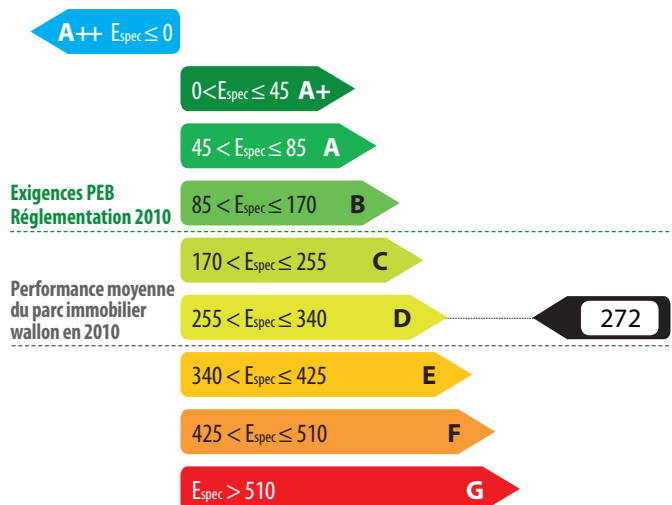 A++ Espec ≤ 0
0<Espec ≤ 45 A+
45 < Espec ≤ 85 A
Exigences PEB
Réglementation 2010
85 < Espec ≤ 170 B
170 < Espec ≤ 255 C
Performance moyenne
du parc immobilier
wallon en 2010
255 < Espec ≤ 340 D
272
340 < Espec ≤ 425 E
425 < Espec ≤ 510 F
Espec > 510 G